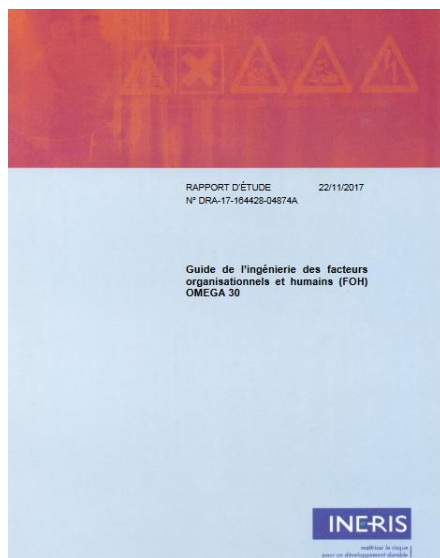 RAPPORT D'ÉTUDE 22/11/2017
N° DRA-17-164428-04874A
Guide de l'ingénierie des facteurs
organisationnels et humains (FOH)
OMEGA 30
INERIS
maîtriser le risque
pour un développement durable